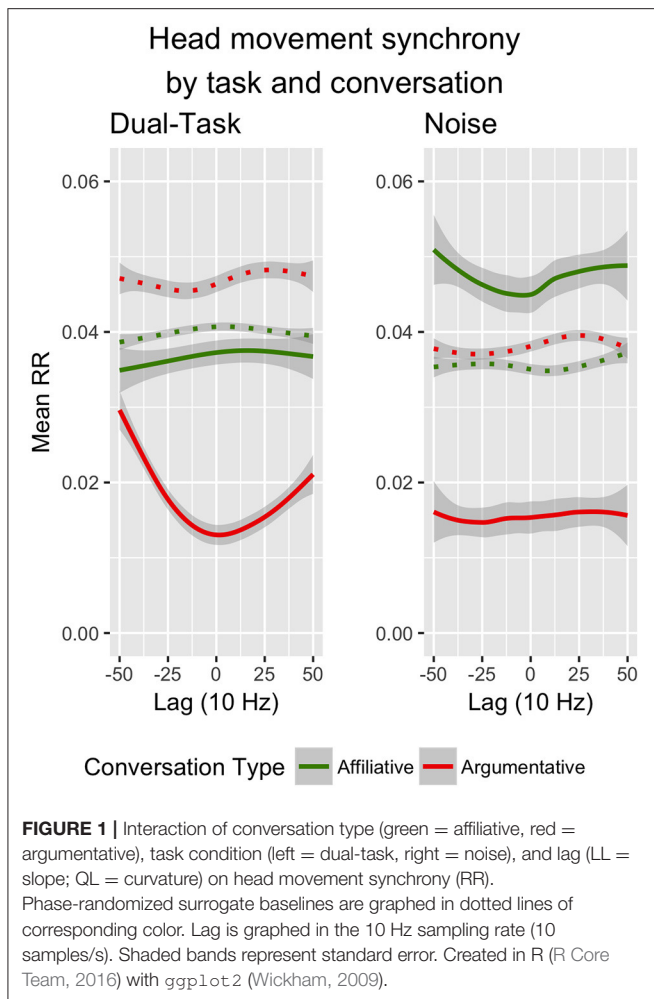 Head movement synchrony
by task and conversation
Dual-Task
Noise
0.06
0.04
0.02
0.00
Mean RR
-50 -25 0 25 50
Lag (10 Hz)
0.06
0.04
0.02
0.00
-50 -25 0 25 50
Lag (10 Hz)
Conversation Type Affiliative Argumentative
FIGURE 1 | Interaction of conversation type (green = affiliative, red =
argumentative), task condition (left = dual-task, right = noise), and lag (LL =
slope; QL = curvature) on head movement synchrony (RR).
Phase-randomized surrogate baselines are graphed in dotted lines of
corresponding color. Lag is graphed in the 10 Hz sampling rate (10
samples/s). Shaded bands represent standard error. Created in R (R Core
Team, 2016) with ggplot2 (Wickham, 2009).